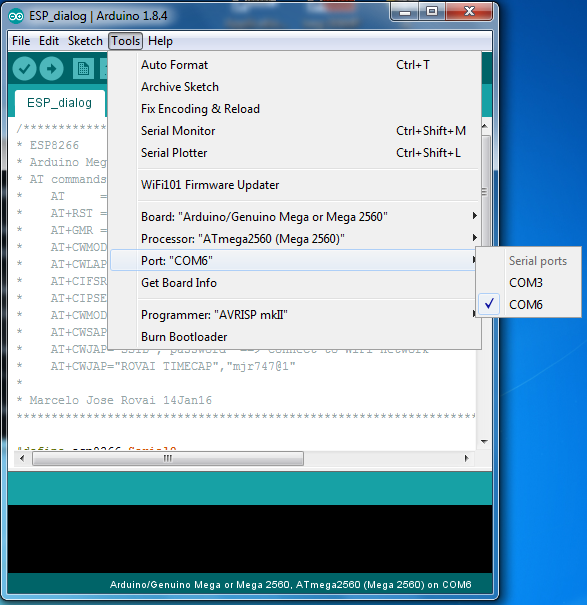 ESP_dialog | Arduino 1.8.4
File Edit Sketch Tools Help
Auto Format Ctrl+T
Archive Sketch
Fix Encoding & Reload
Serial Monitor Ctrl+Shift+M
Serial Plotter Ctrl+Shift+L
WiFi101 Firmware Updater
Board: "Arduino/Genuino Mega or Mega 2560"
Processor: "ATmega2560 (Mega 2560)"
Port: "COM6"
Get Board Info
Programmer: "AVRISP mkII"
Burn Bootloader
Serial ports
COM3
COM6
ESP_dialog
/************
* ESP8266
* Arduino Meg
* AT commands
* AT =
* AT+RST =
* AT+GMR =
* AT+CWMOD
* AT+CWLAP
* AT+CIFSR
* AT+CIPSE
* AT+CWMOD
* AT+CWSAP
* AT+CWJAP="SSID","password" ==> connect to wifi network
* AT+CWJAP="ROVAI TIMECAP","mjr747@1"
*
* Marcelo Jose Rovai 14Jan16
Arduino/Genuino Mega or Mega 2560, ATmega2560 (Mega 2560) on COM6